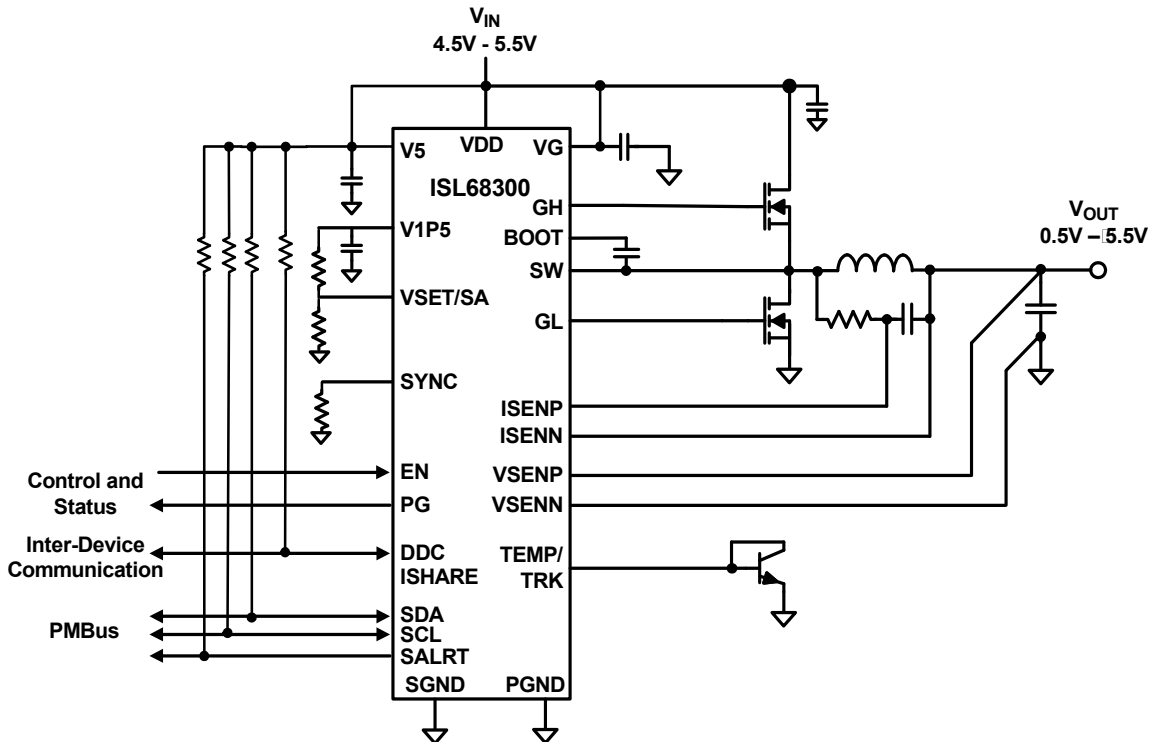 VIN
4.5V - 5.5V
V5
VDD
VG
ISL68300
GH
V1P5
BOOT
SW
VSET/SA
GL
VOUT
0.5V –▯5.5V
SYNC
ISENP
ISENN
Control and
Status
EN
PG
VSENP
VSENN
Inter-Device
Communication
DDC
ISHARE
TEMP/
TRK
PMBus
SDA
SCL
SALRT
SGND
PGND